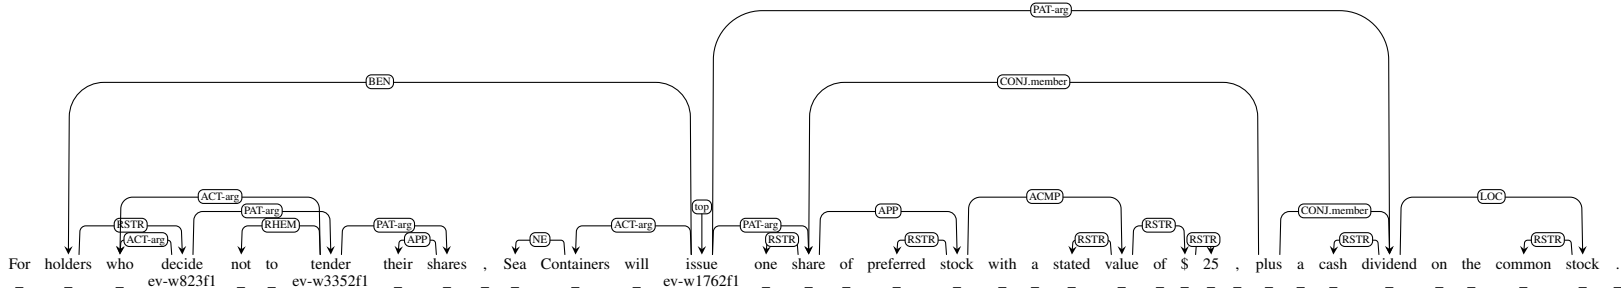 PAT-arg
BEN CONJ.member
ACT-arg ACMP LOC
top
PAT-arg APP CONJ.member
RSTR RHEM PAT-arg ACT-arg PAT-arg RSTR
ACT-arg APP NE RSTR RSTR RSTR RSTR RSTR RSTR
For holders who decide not to tender their shares , Sea Containers will issue one share of preferred stock with a stated value of $ 25 , plus a cash dividend on the common stock .
_ _ _ ev-w823f1 _ _ ev-w3352f1 _ _ _ _ _ _ ev-w1762f1 _ _ _ _ _ _ _ _ _ _ _ _ _ _ _ _ _ _ _ _ _ _